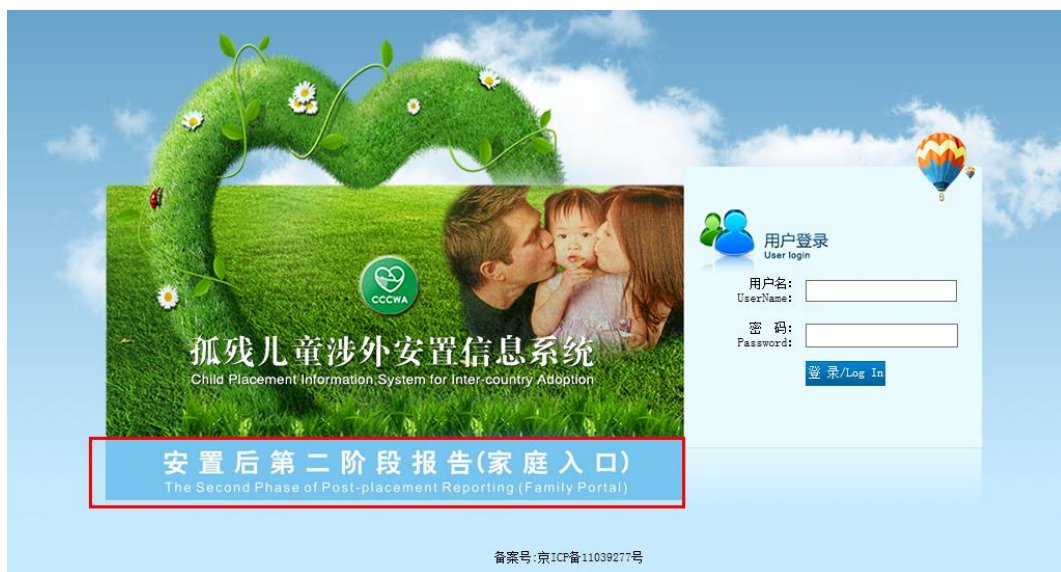 CCCWA
孤残儿童涉外安置信息系统
Child Placement Information System for Inter-country Adoption
安置后第二阶段报告(家庭入口)
The Second Phase of Post-placement Reporting (Family Portal)
用户登录
User login
用户名:
UserName:
密 码:
Password:
登 录/Log In
备案号:京ICP备11039277号